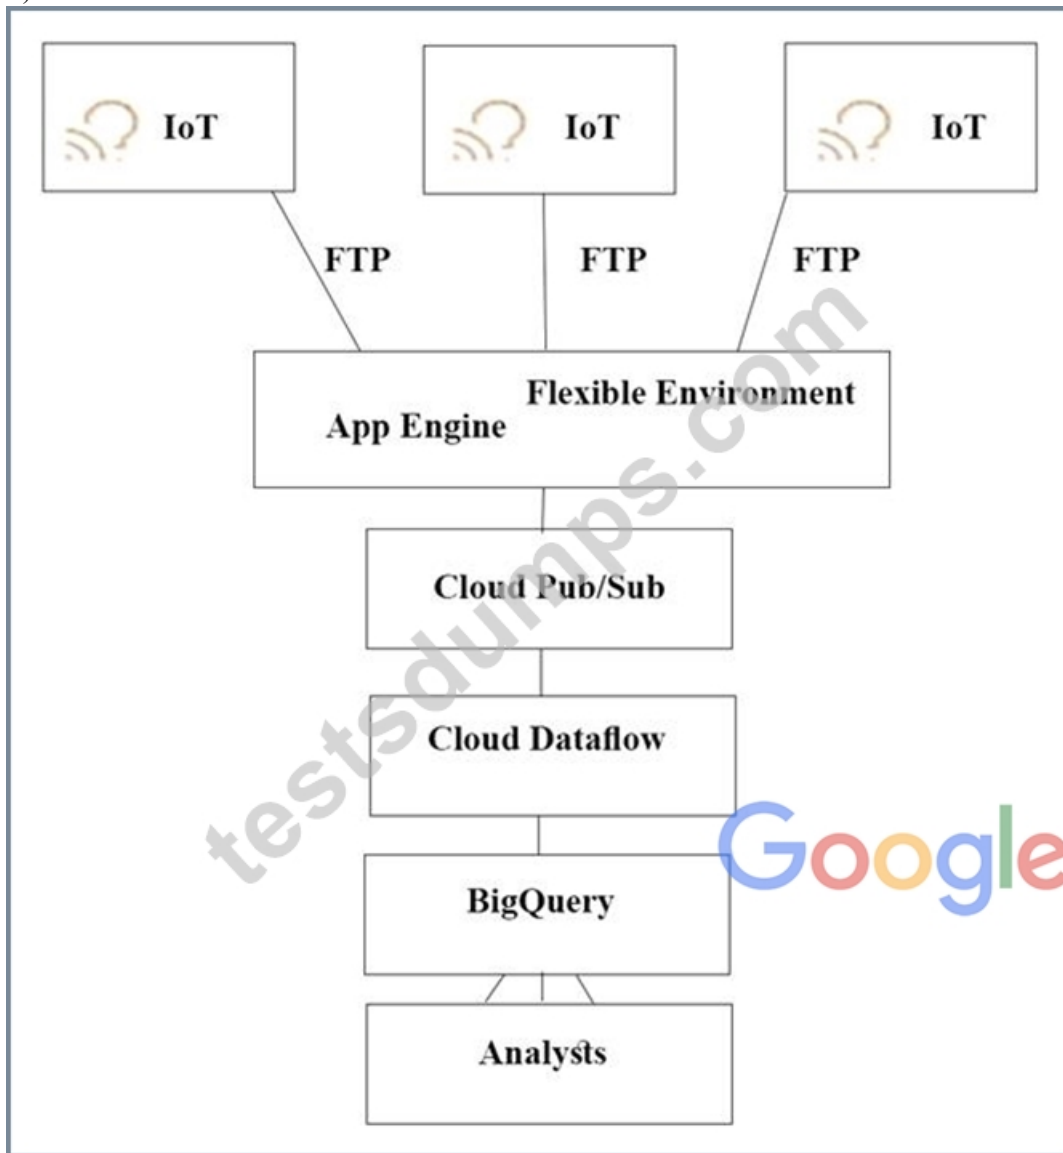 IoT IoT IoT
FTP FTP FTP
Flexible Environment
App Engine
Cloud Pub/Sub
Cloud Dataflow
Google
BigQuery
Analysts
testsdumps.com